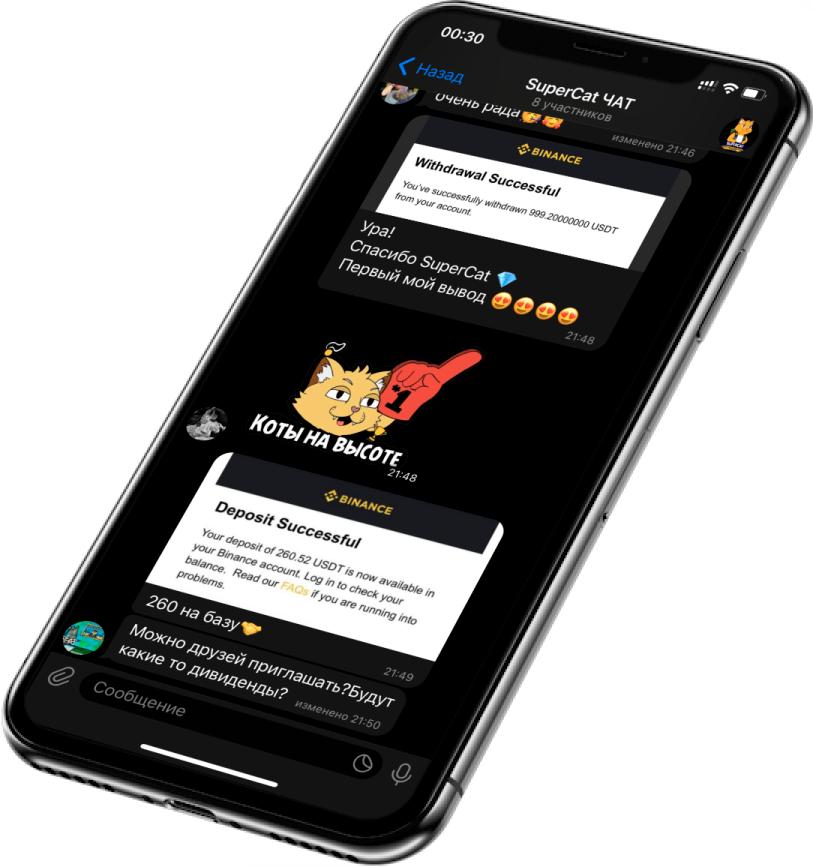 00:30
Назад
SuperCat ЧАТ
8 участников
очень рада🥰🥰
изменено 21:46
BINANCE
Withdrawal Successful
You've successfully withdrawn 999.20000000 USDT
from your account.
Ура!
Спасибо SuperCat 💎
Первый мой вывод 😍😍😍😍
21:48
#1
КОТЫ НА ВЫСОТЕ
21:48
BINANCE
Deposit Successful
Your deposit of 260.52 USDT is now available in
your Binance account. Log in to check your
balance. Read our FAQs if you are running into
problems.
260 на базу🤝
21:49
Можно друзей приглашать?Будут
какие то дивиденды?
изменено 21:50
Сообщение